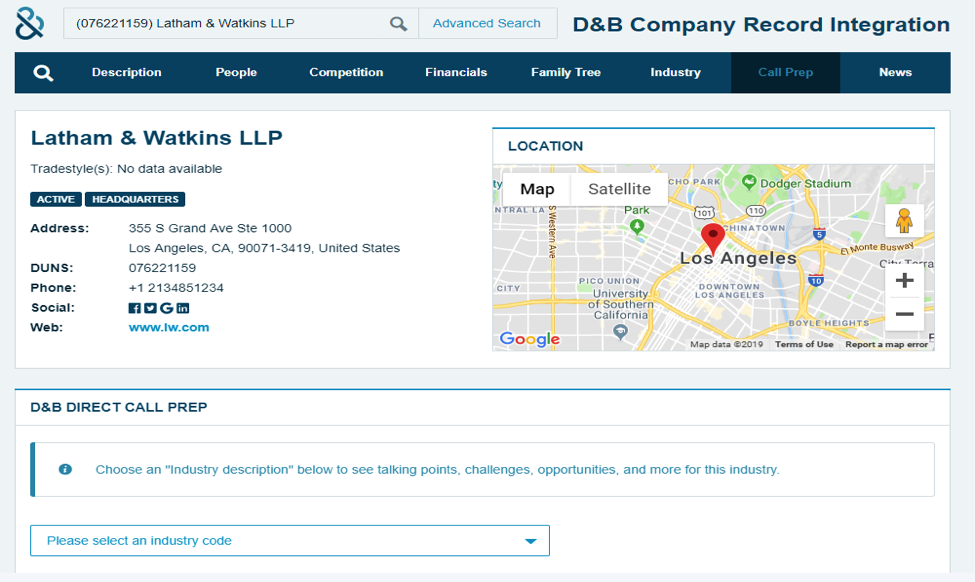 (076221159) Latham & Watkins LLP
Advanced Search
D&B Company Record Integration
Description
People
Competition
Financials
Family Tree
Industry
Call Prep
News
Latham & Watkins LLP
Tradestyle(s): No data available
ACTIVE HEADQUARTERS
Address: 355 S Grand Ave Ste 1000
Los Angeles, CA, 90071-3419, United States
DUNS: 076221159
Phone: +1 2134851234
Social:
Web: www.lw.com
LOCATION
Map
Satellite
CHO PARK
Dodger Stadium
NTRAL LA
Park
101
110
S Western Ave
CHINATOWN
5
El Monte Busway
Los Angeles
City Terra
PICO UNION
10
CITY
DOWNTOWN
LOS ANGELES
University
of Southern
California
BOYLE HEIGHTS
Google
Map data ©2019
Terms of Use
Report a map error
D&B DIRECT CALL PREP
Choose an "Industry description" below to see talking points, challenges, opportunities, and more for this industry.
Please select an industry code